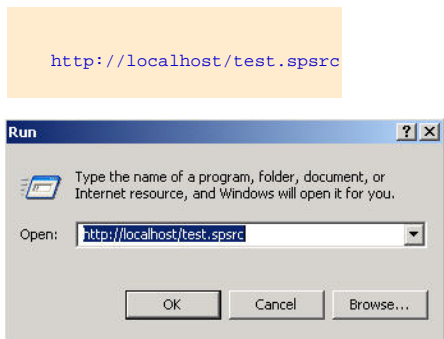 http://localhost/test.spsrc
Run
Type the name of a program, folder, document, or
Internet resource, and Windows will open it for you.
Open: http://localhost/test.spsrc
OK Cancel Browse...